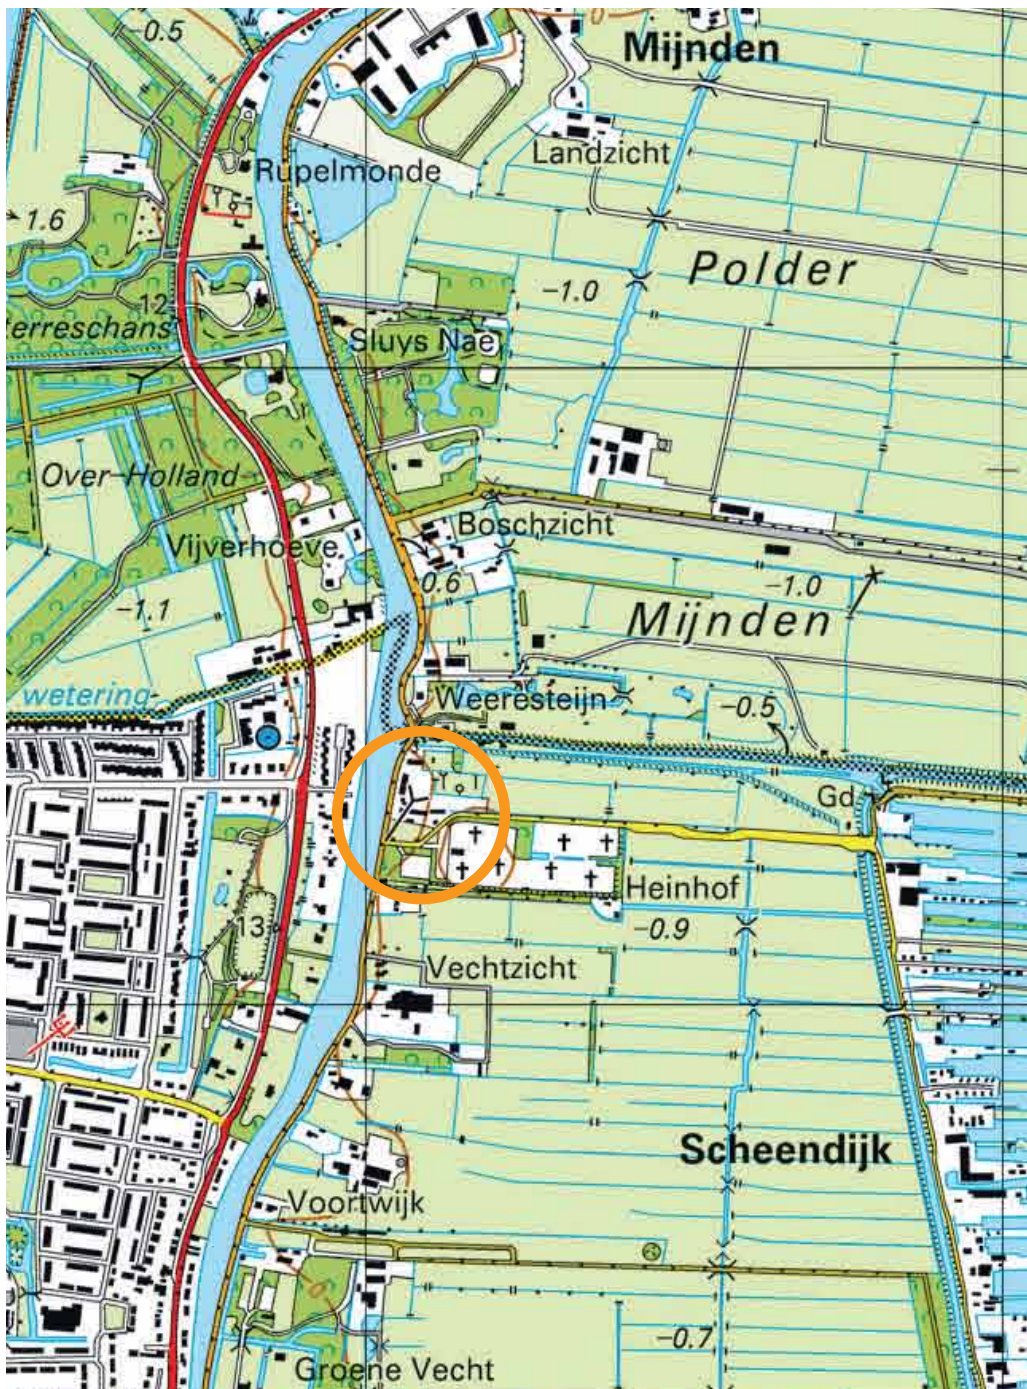 -0.5
Mijnden
Landzicht
Rupelmonde
1.6
Polder
-1.0
12
erreschans
Sluys Nae
Over-Holland
Boschzicht
Vijverhoeve
0.6
-1.0
-1.1
Mijnden
wetering
Weeresteijn
-0.5
Gd
Heinhof
13
-0.9
Vechtzicht
Scheendijk
Voortwijk
0
-0.7
Groene Vecht